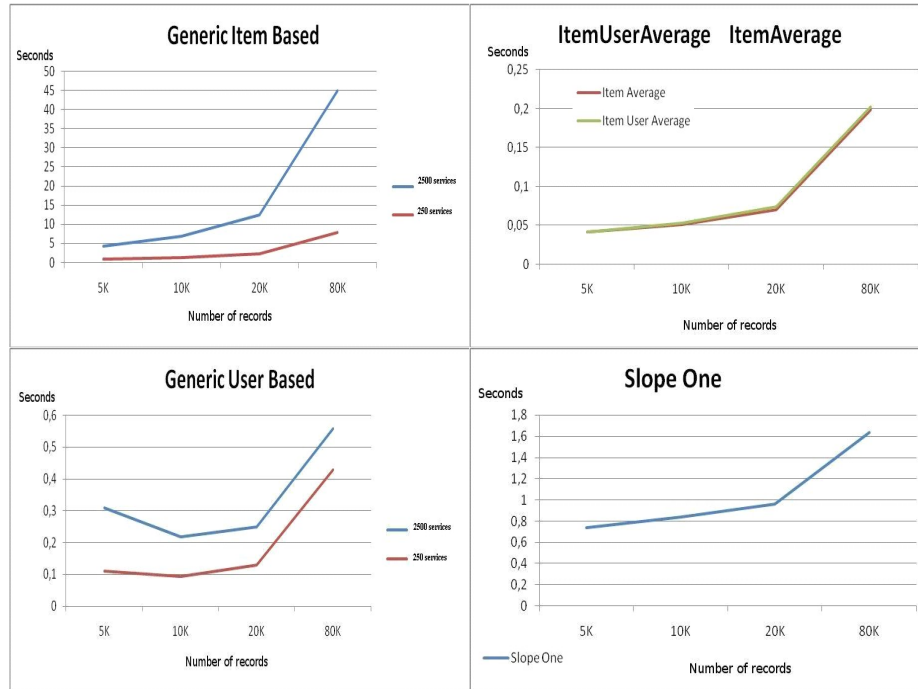 Generic Item Based
Seconds
50
45
40
35
30
25
20
15
10
5
0
5K 10K 20K 80K
Number of records
2500 services
250 services
ItemUserAverage ItemAverage
Seconds
0,25
0,2
0,15
0,1
0,05
0
Item Average
Item User Average
5K 10K 20K 80K
Number of records
Generic User Based
Seconds
0,6
0,5
0,4
0,3
0,2
0,1
0
5K 10K 20K 80K
Number of records
2500 services
250 services
Slope One
Seconds
1,8
1,6
1,4
1,2
1
0,8
0,6
0,4
0,2
0
5K 10K 20K 80K
Slope One
Number of records